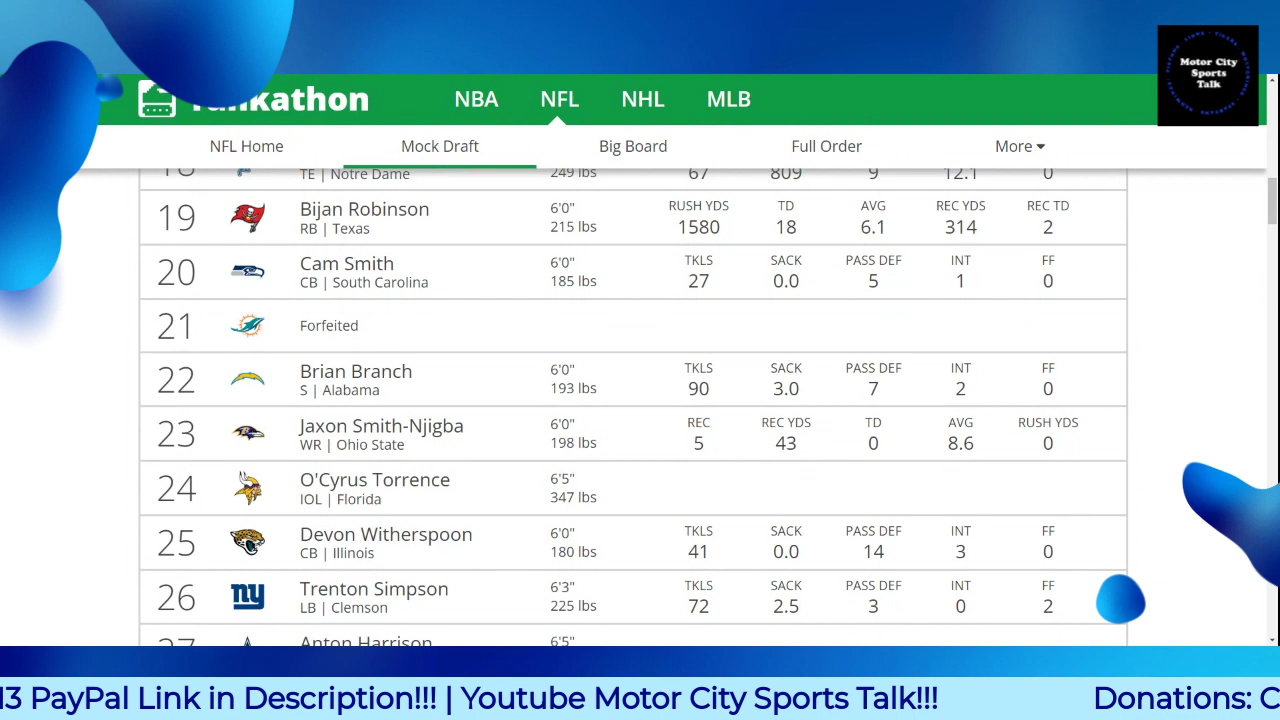 Motor City
Sports
Talk
NBA NFL NHL MLB
NFL Home Mock Draft Big Board Full Order More
TE | Notre Dame 249 lbs 67 809 9 12.1 0
19 Bijan Robinson 6'0" RUSH YDS TD AVG REC YDS REC TD
RB | Texas 215 lbs 1580 18 6.1 314 2
20 Cam Smith 6'0" TKLS SACK PASS DEF INT FF
CB | South Carolina 185 lbs 27 0.0 5 1 0
21 Forfeited
22 Brian Branch 6'0" TKLS SACK PASS DEF INT FF
S | Alabama 193 lbs 90 3.0 7 2 0
23 Jaxon Smith-Njigba 6'0" REC REC YDS TD AVG RUSH YDS
WR | Ohio State 198 lbs 5 43 0 8.6 0
24 O'Cyrus Torrence 6'5"
IOL | Florida 347 lbs
25 Devon Witherspoon 6'0" TKLS SACK PASS DEF INT FF
CB | Illinois 180 lbs 41 0.0 14 3 0
26 ny Trenton Simpson 6'3" TKLS SACK PASS DEF INT FF
LB | Clemson 225 lbs 72 2.5 3 0 2
27 Anton Harrison 6'5"
13 PayPal Link in Description!!! | Youtube Motor City Sports Talk!!! Donations: C